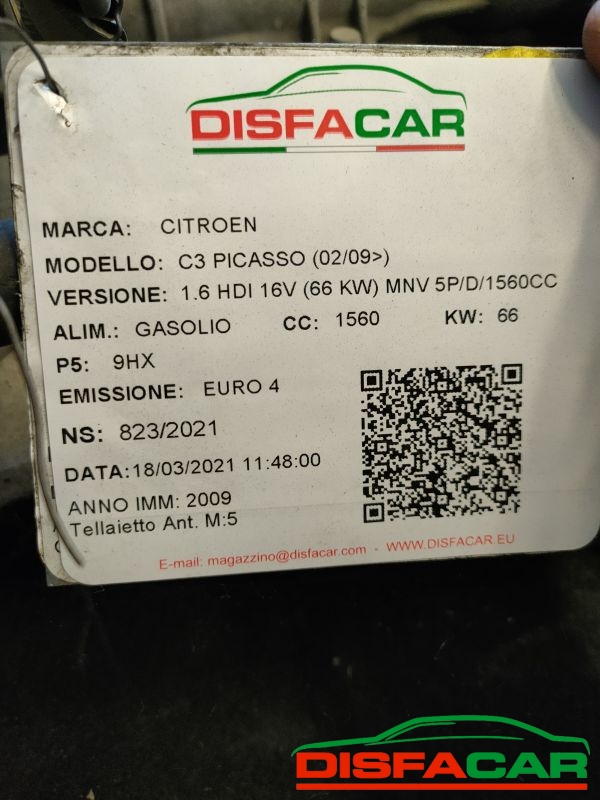 DISFACAR
MARCA: CITROEN
MODELLO: C3 PICASSO (02/09>)
VERSIONE: 1.6 HDI 16V (66 KW) MNV 5P/D/1560CC
ALIM.: GASOLIO CC: 1560 KW: 66
P5: 9HX
EMISSIONE: EURO 4
NS: 823/2021
DATA:18/03/2021 11:48:00
ANNO IMM: 2009
Tellaietto Ant. M:5
E-mail: magazzino@disfacar.com - WWW.DISFACAR.EU
DISFACAR